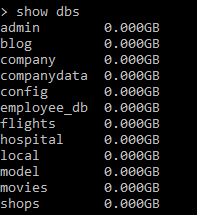 > show dbs
admin        0.000GB
blog         0.000GB
company      0.000GB
companydata  0.000GB
config       0.000GB
employee_db  0.000GB
flights      0.000GB
hospital     0.000GB
local        0.000GB
model        0.000GB
movies       0.000GB
shops        0.000GB